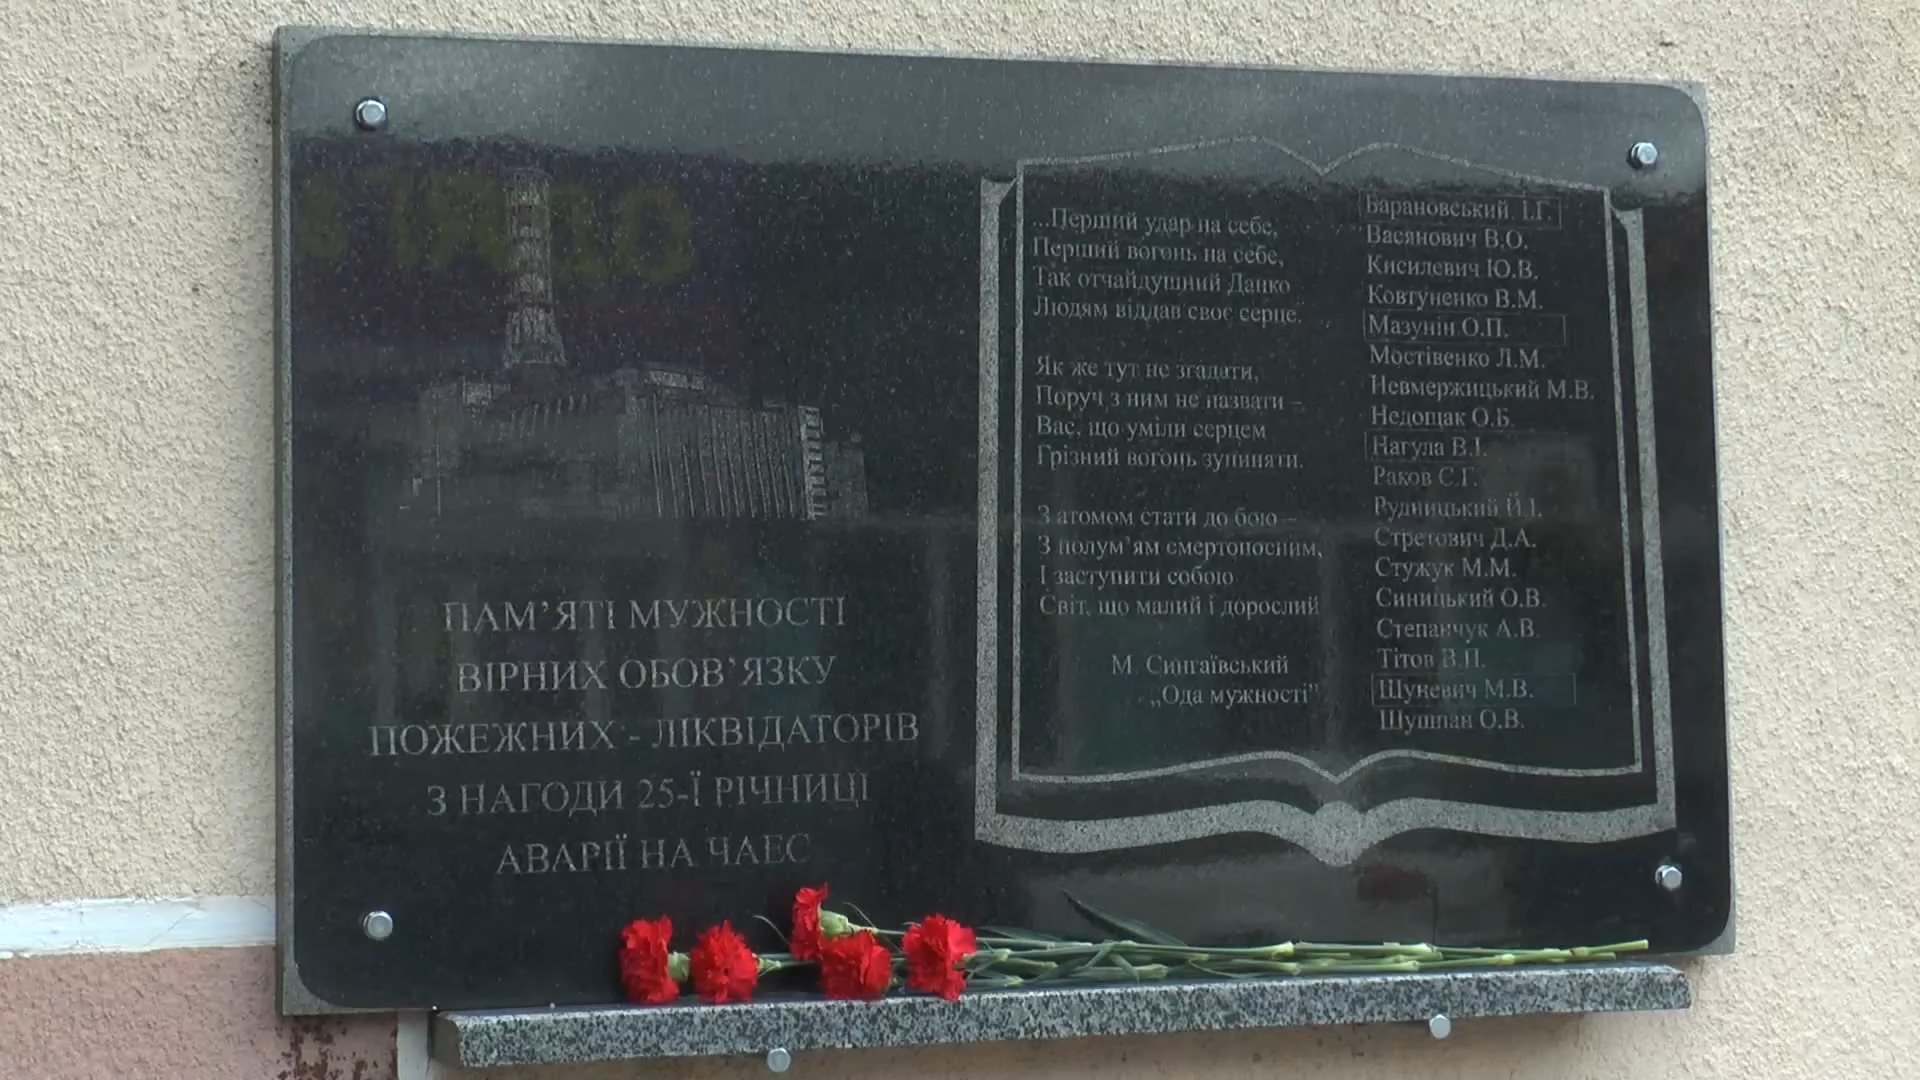 ПАМ’ЯТІ МУЖНОСТІ
ВІРНИХ ОБОВ’ЯЗКУ
ПОЖЕЖНИХ - ЛІКВІДАТОРІВ
З НАГОДИ 25-Ї РІЧНИЦІ
АВАРІЇ НА ЧАЕС
...Перший удар на себе,
Перший вогонь на себе,
Так отчайдушний Данко
Людям віддав своє серце.
Як же тут не згадати,
Поруч з ним не назвати –
Вас, що уміли серцем
Грізний вогонь зупиняти.
З атомом стати до бою –
З полум’ям смертоносним,
І заступити собою
Світ, що малий і дорослий
М. Сингаївський
„Ода мужності”
Барановський І.Г.
Васянович В.О.
Кисилевич Ю.В.
Ковтуненко В.М.
Мазунін О.П.
Мостівенко Л.М.
Невмержицький М.В.
Недощак О.Б.
Нагула В.І.
Раков Є.Г.
Рудницький Й.І.
Стретович Д.А.
Стужук М.М.
Синицький О.В.
Степанчук А.В.
Тітов В.П.
Шуневич М.В.
Шушпан О.В.